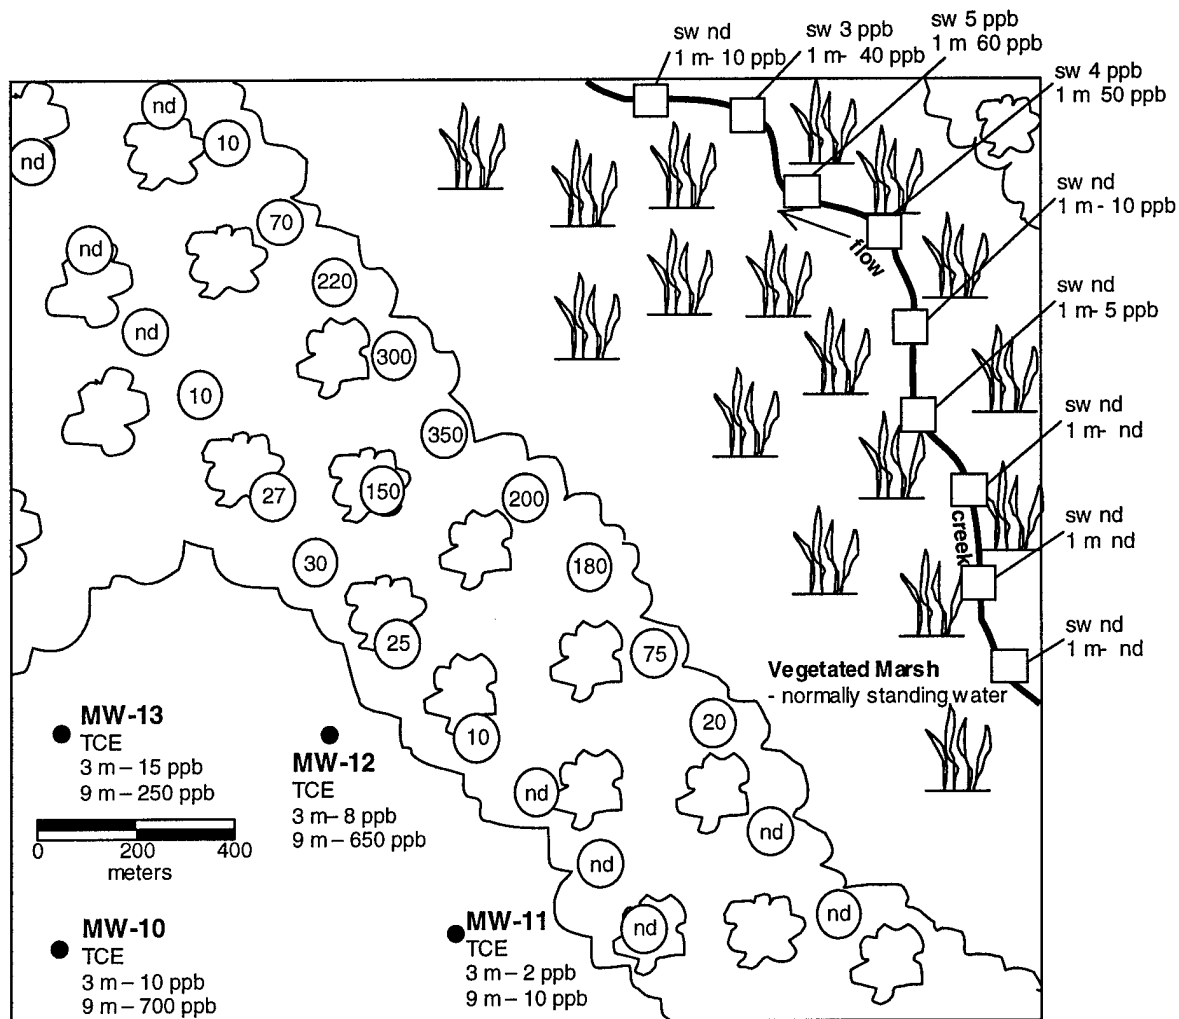 sw nd
1 m- 10 ppb
sw 3 ppb
1 m- 40 ppb
sw 5 ppb
1 m 60 ppb
sw 4 ppb
1 m 50 ppb
sw nd
1 m - 10 ppb
sw nd
1 m- 5 ppb
sw nd
1 m- nd
sw nd
1 m nd
sw nd
1 m- nd
flow
creek
nd
10
nd
70
nd
220
nd
300
10
350
27
150
200
30
180
25
75
10
20
nd
nd
nd
nd
nd
Vegetated Marsh
- normally standing water
MW-13
TCE
3 m – 15 ppb
9 m – 250 ppb
MW-12
TCE
3 m – 8 ppb
9 m – 650 ppb
0 200 400
meters
MW-10
TCE
3 m – 10 ppb
9 m – 700 ppb
MW-11
TCE
3 m – 2 ppb
9 m – 10 ppb